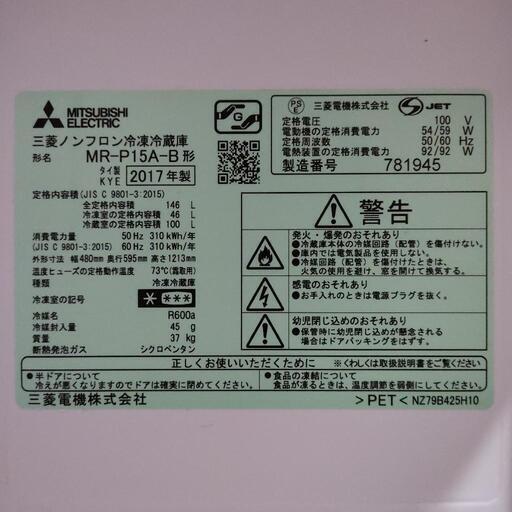 MITSUBISHI
ELECTRIC
三菱ノンフロン冷凍冷蔵庫
形名 MR-P15A-B形
タイ製
KYE
2017年製
定格内容積(JIS C 9801-3:2015)
全定格内容積 146 L
冷凍室の定格内容積 46 L
冷蔵室の定格内容積 100 L
消費電力量 50 Hz 310 kWh/年
(JIS C 9801-3:2015) 60 Hz 310 kWh/年
外形寸法 幅480mm 奥行595mm 高さ1213mm
温度ヒューズの定格動作温度 73℃(霜取用)
種類 冷凍冷蔵庫
冷凍室の記号 * ***
冷媒名 R600a
冷媒封入量 45 g
質量 37 kg
断熱発泡ガス シクロペンタン
G
PS
E
三菱電機株式会社
S JET
定格電圧 100 V
電動機の定格消費電力 54/59 W
定格周波数 50/60 Hz
電熱装置の定格消費電力 92/92 W
製造番号 781945
警告
発火・爆発のおそれあり
●冷蔵庫本体の冷媒回路(配管)を傷付けない。
●庫内では電気製品を使用しない。
●冷媒回路(配管)を傷付けたときは、
火気の使用を避け、窓を開けて換気する。
感電のおそれあり
●お手入れのときは電源プラグを抜く。
幼児閉じ込めのおそれあり
●保管時に幼児閉じ込めが懸念される
場合はドアパッキングをはずす。
正しくお使いいただくために ※くわしくは取扱説明書をご覧ください
●半ドアについて
冷えが悪くなりますのでドアは確実に閉めてください。
●食品の凍結について
食品が凍るときは、温度調節を弱側にしてください。
三菱電機株式会社
>PET< NZ79B425H10